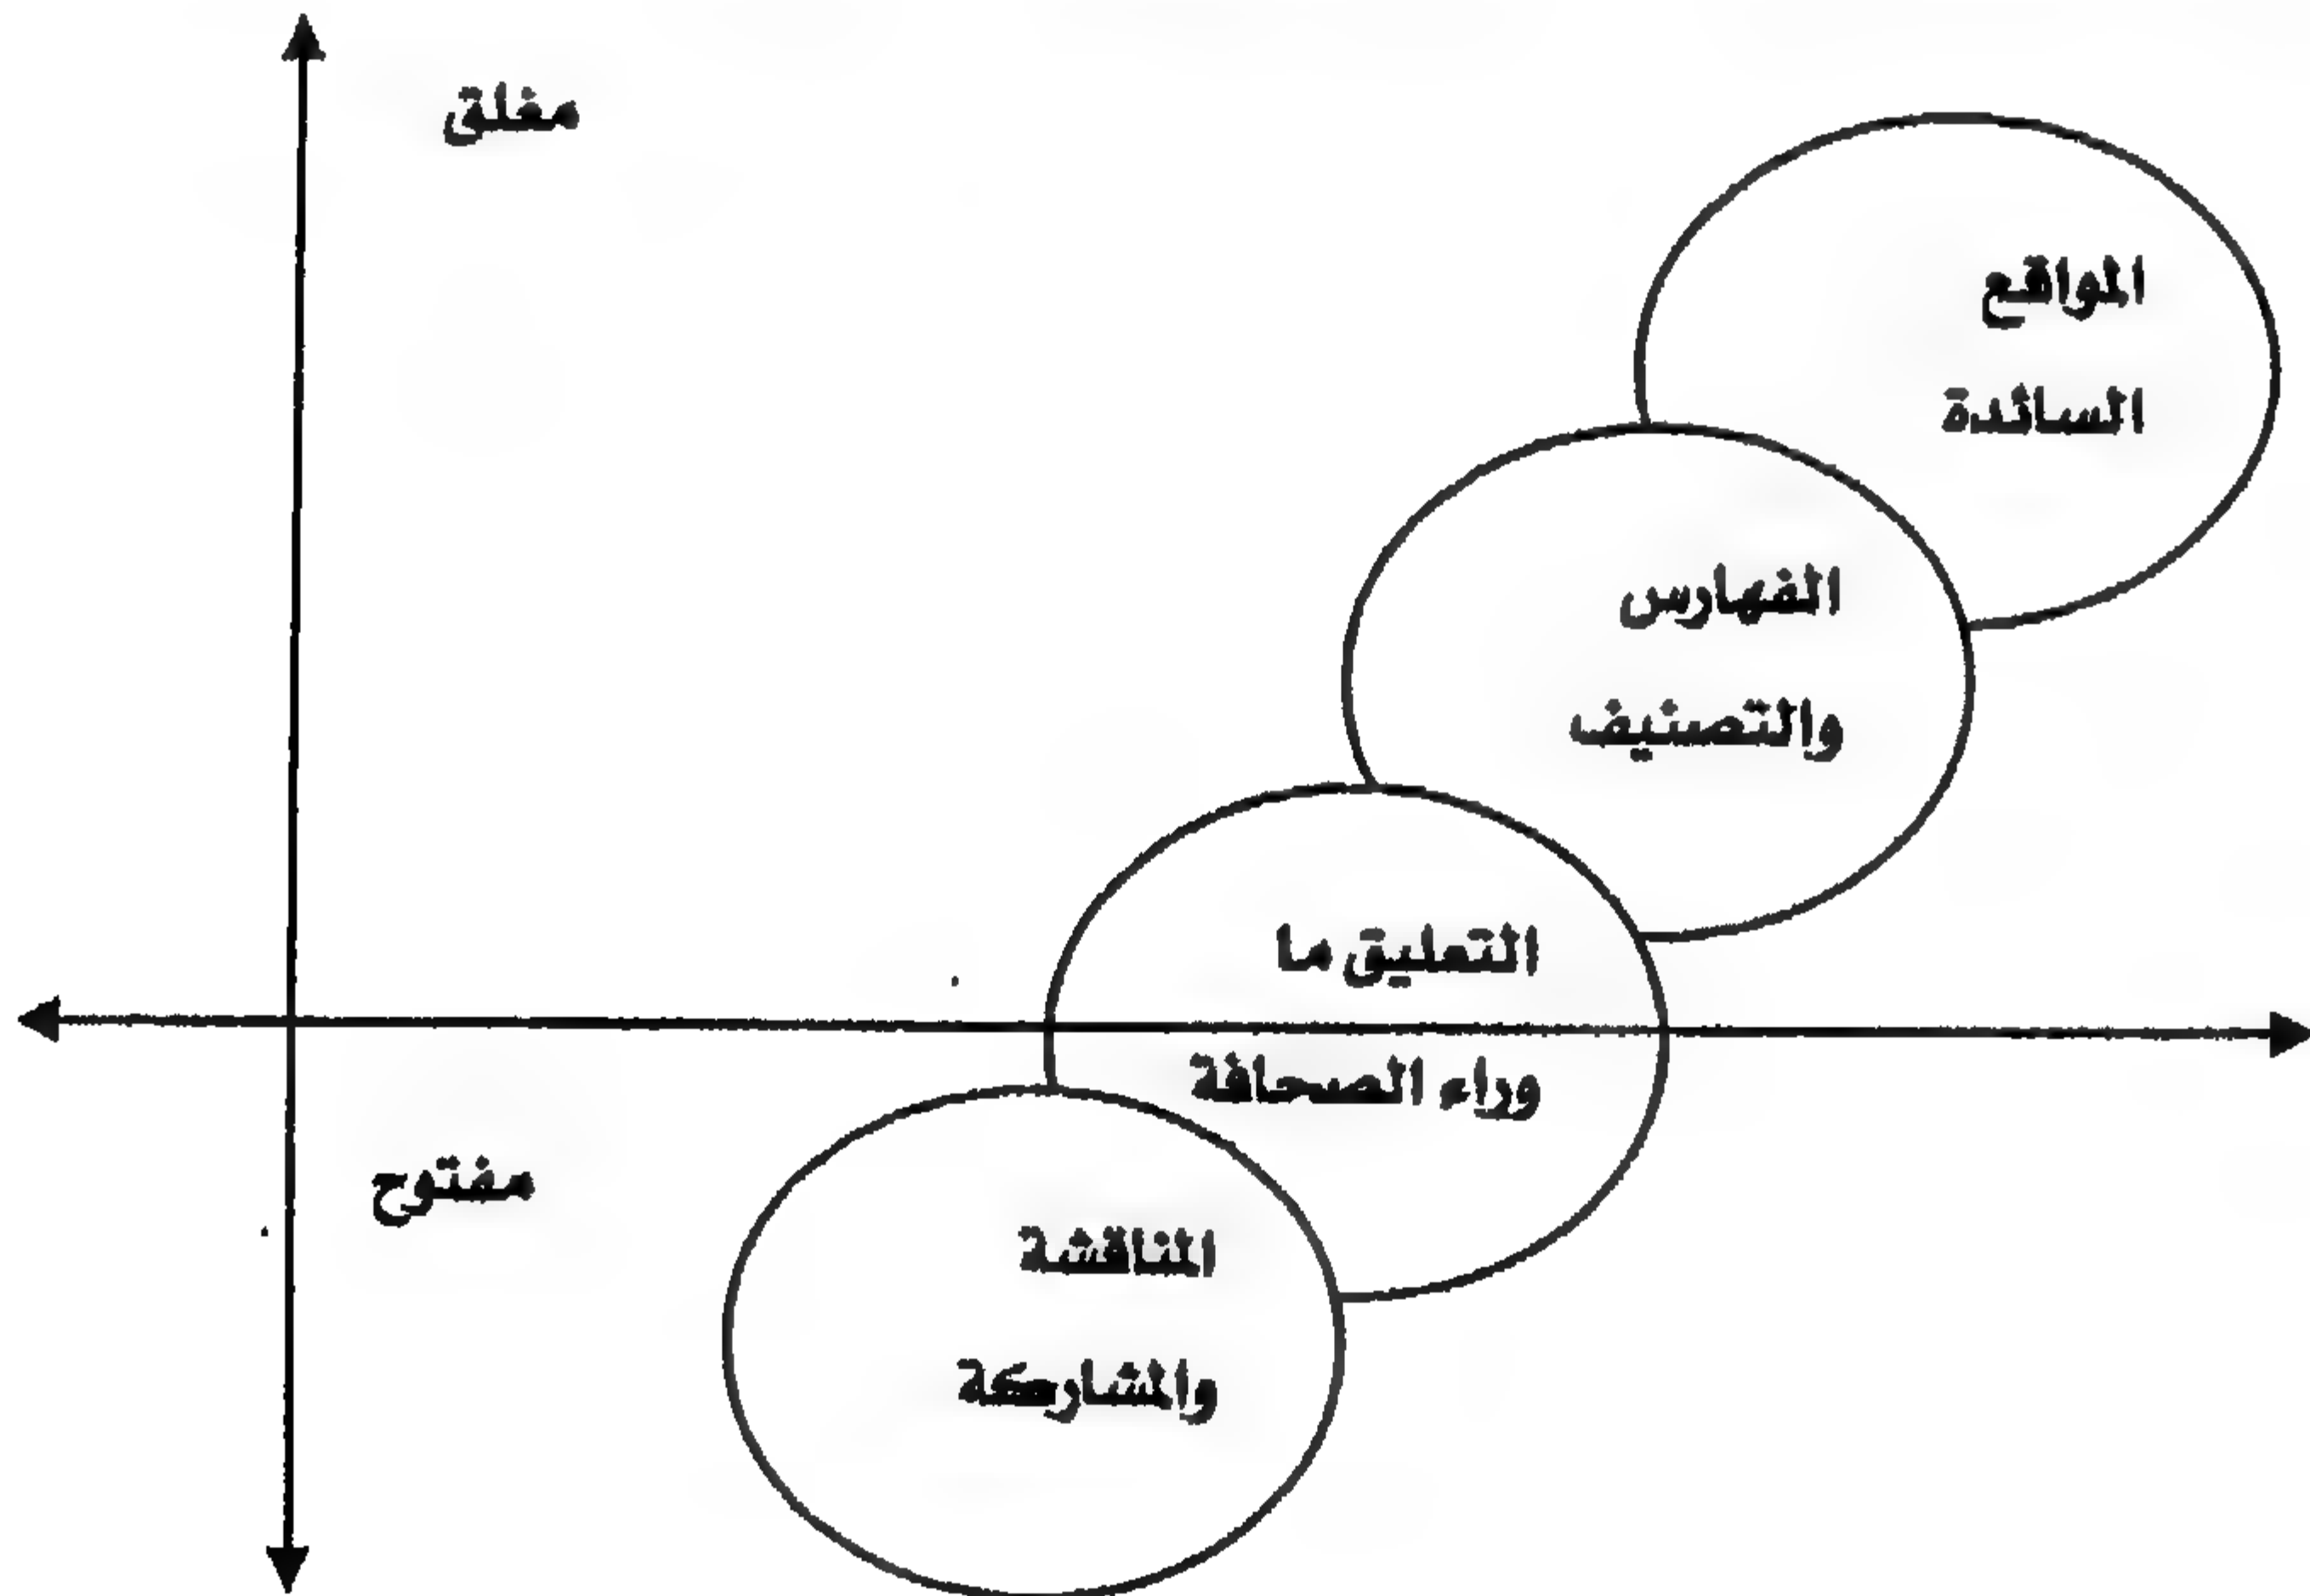 مغلق
المواقع
السائدة
الفهارس
والتصنيف
التعليق ما
وراء الصحافة
مفتوح
المناقشة
والمشاركة